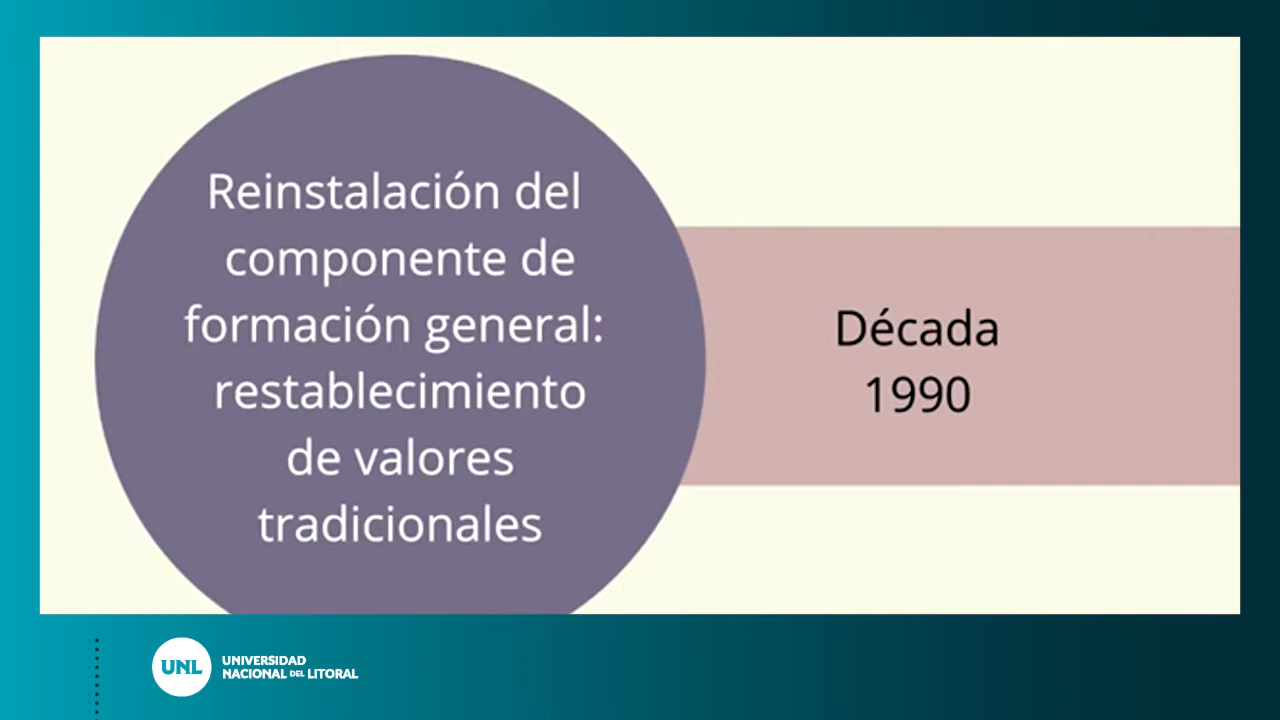 Reinstalación del
componente de
formación general:
restablecimiento
de valores
tradicionales
Década
1990
UNL
UNIVERSIDAD
NACIONAL DEL LITORAL